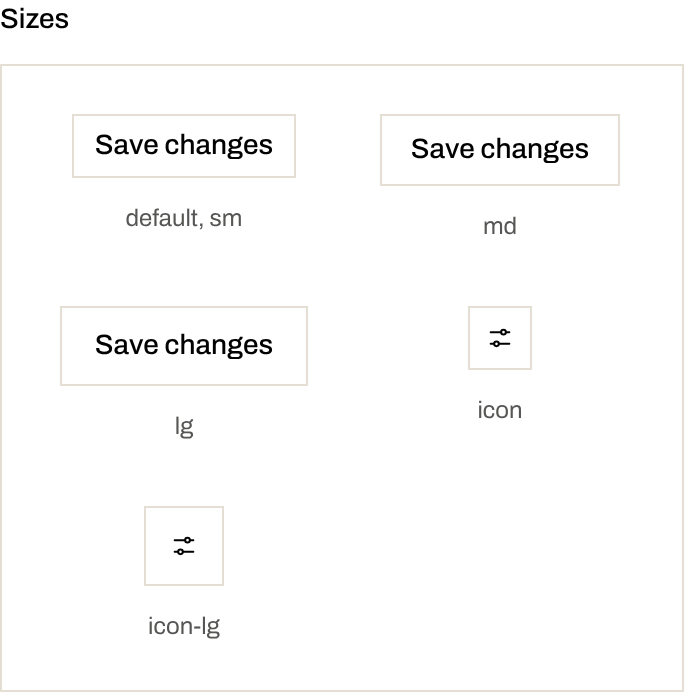 Sizes
Save changes
default, sm
Save changes
md
Save changes
lg
icon
icon-lg